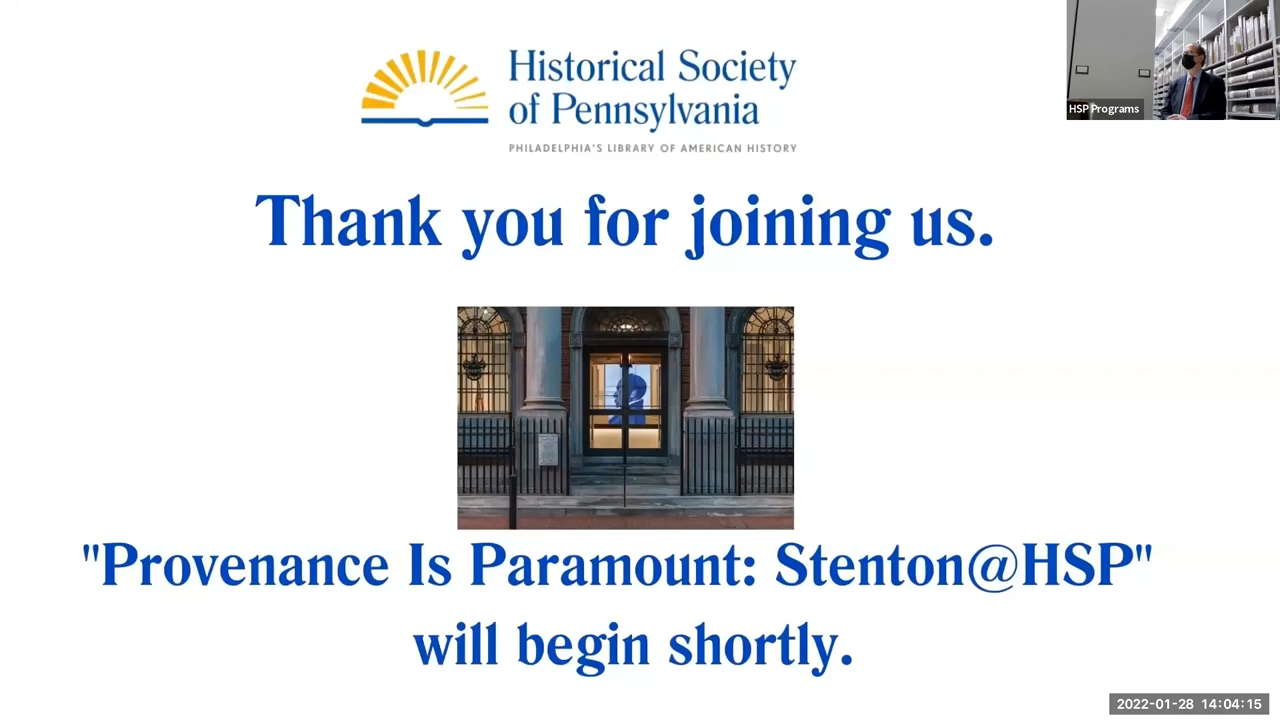 Historical Society
of Pennsylvania
PHILADELPHIA'S LIBRARY OF AMERICAN HISTORY
HSP Programs
Thank you for joining us.
"Provenance Is Paramount: Stenton@HSP"
will begin shortly.
2022-01-28 14:04:15